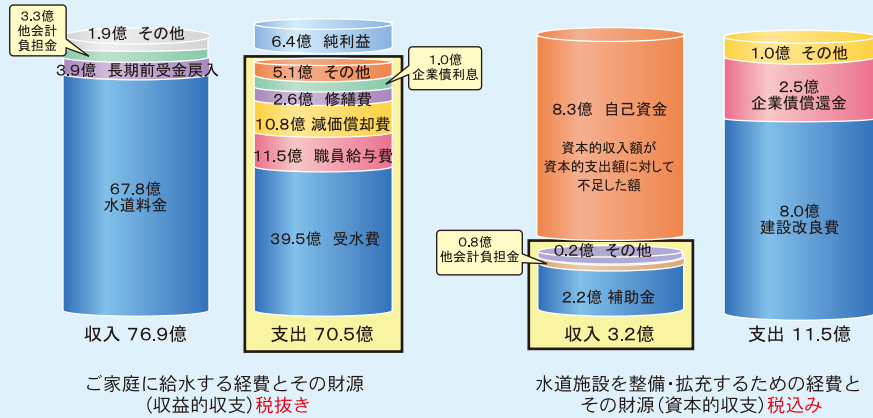 3.3億
他会計
負担金
1.9億 その他
3.9億 長期前受金戻入
67.8億
水道料金
収入 76.9億
6.4億 純利益
1.0億
企業債利息
5.1億 その他
2.6億 修繕費
10.8億 減価償却費
11.5億 職員給与費
39.5億 受水費
支出 70.5億
ご家庭に給水する経費とその財源
(収益的収支)税抜き
8.3億 自己資金
資本的収入額が
資本的支出額に対して
不足した額
0.8億
他会計負担金
0.2億 その他
2.2億 補助金
収入 3.2億
1.0億 その他
2.5億
企業債償還金
8.0億
建設改良費
支出 11.5億
水道施設を整備・拡充するための経費と
その財源(資本的収支)税込み